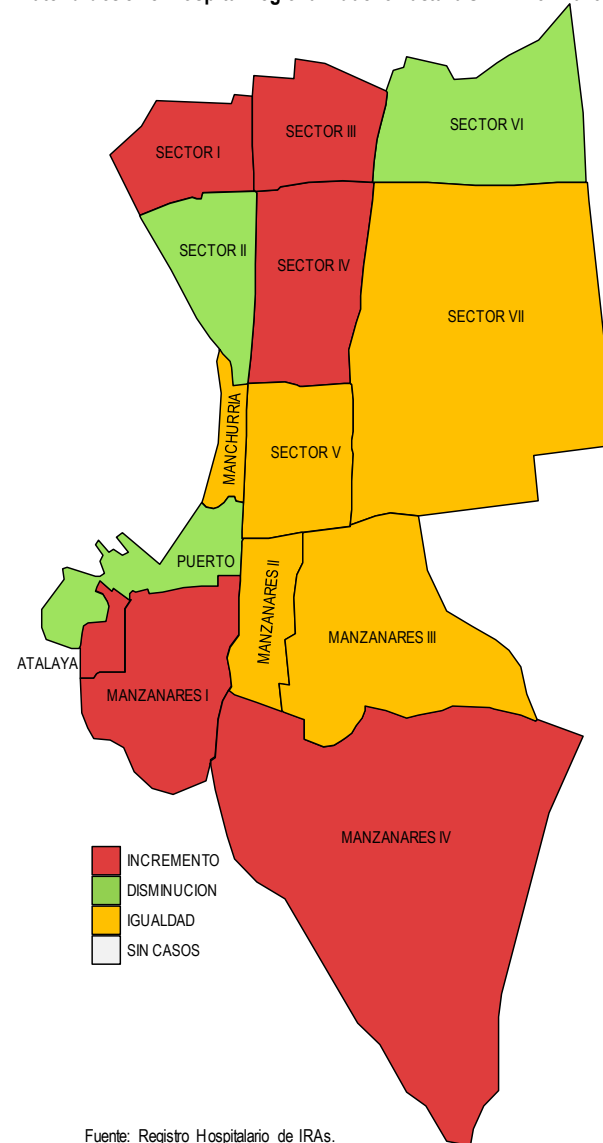 SECTOR III
SECTOR VI
SECTOR I
SECTOR II
SECTOR IV
SECTOR VII
MANCHURRIA
SECTOR V
PUERTO
MANZANARES II
MANZANARES III
ATALAYA
MANZANARES I
MANZANARES IV
INCREMENTO
DISMINUCION
IGUALDAD
SIN CASOS
Fuente: Registro Hospitalario de IRAs.